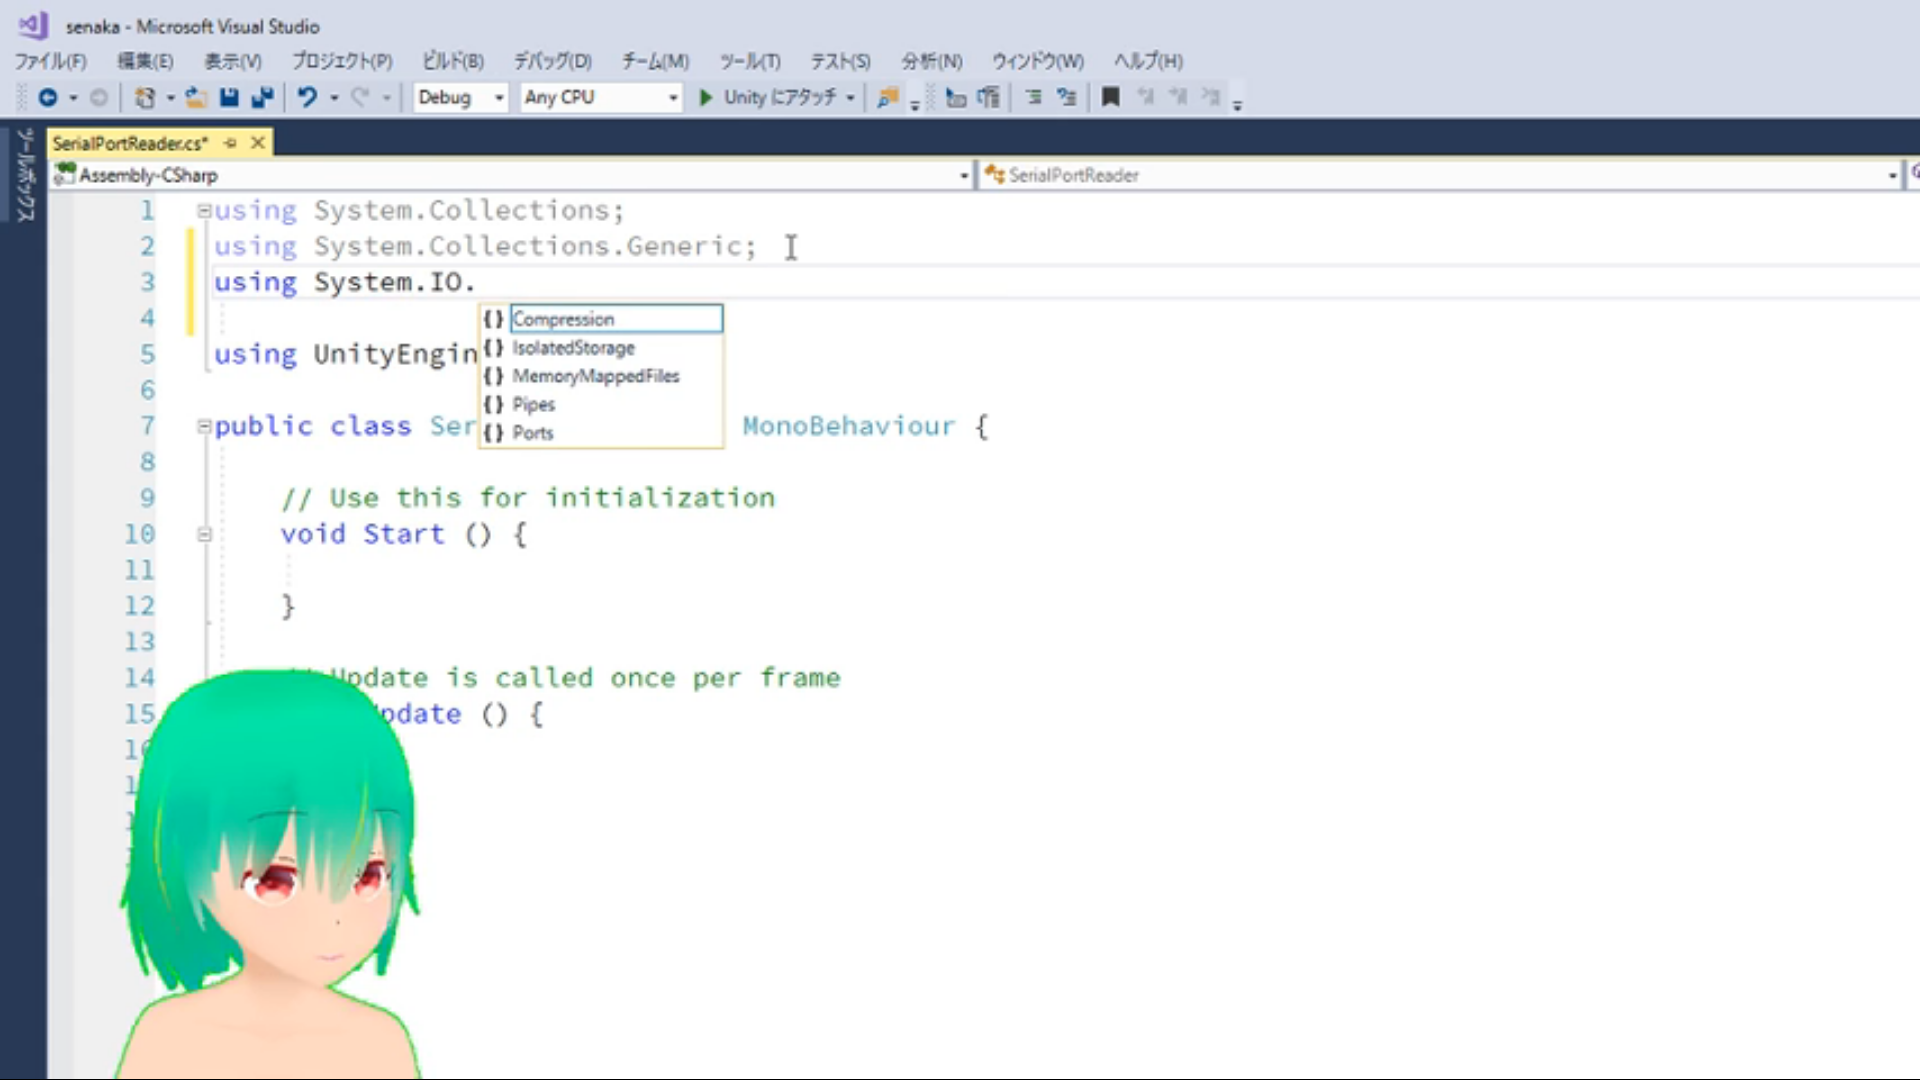 senaka - Microsoft Visual Studio
ファイル(F) 編集(E) 表示(V) プロジェクト(P) ビルド(B) デバッグ(D) チーム(M) ツール(T) テスト(S) 分析(N) ウィンドウ(W) ヘルプ(H)
Debug Any CPU Unity にアタッチ
ツールボックス
SerialPortReader.cs*
Assembly-CSharp SerialPortReader
1 using System.Collections;
2 using System.Collections.Generic;
3 using System.IO.
4
5 using UnityEngin
6
7 public class Ser MonoBehaviour {
8
9 // Use this for initialization
10 void Start () {
11
12 }
13
14 Update is called once per frame
15 pdate () {
{} Compression
{} IsolatedStorage
{} MemoryMappedFiles
{} Pipes
{} Ports